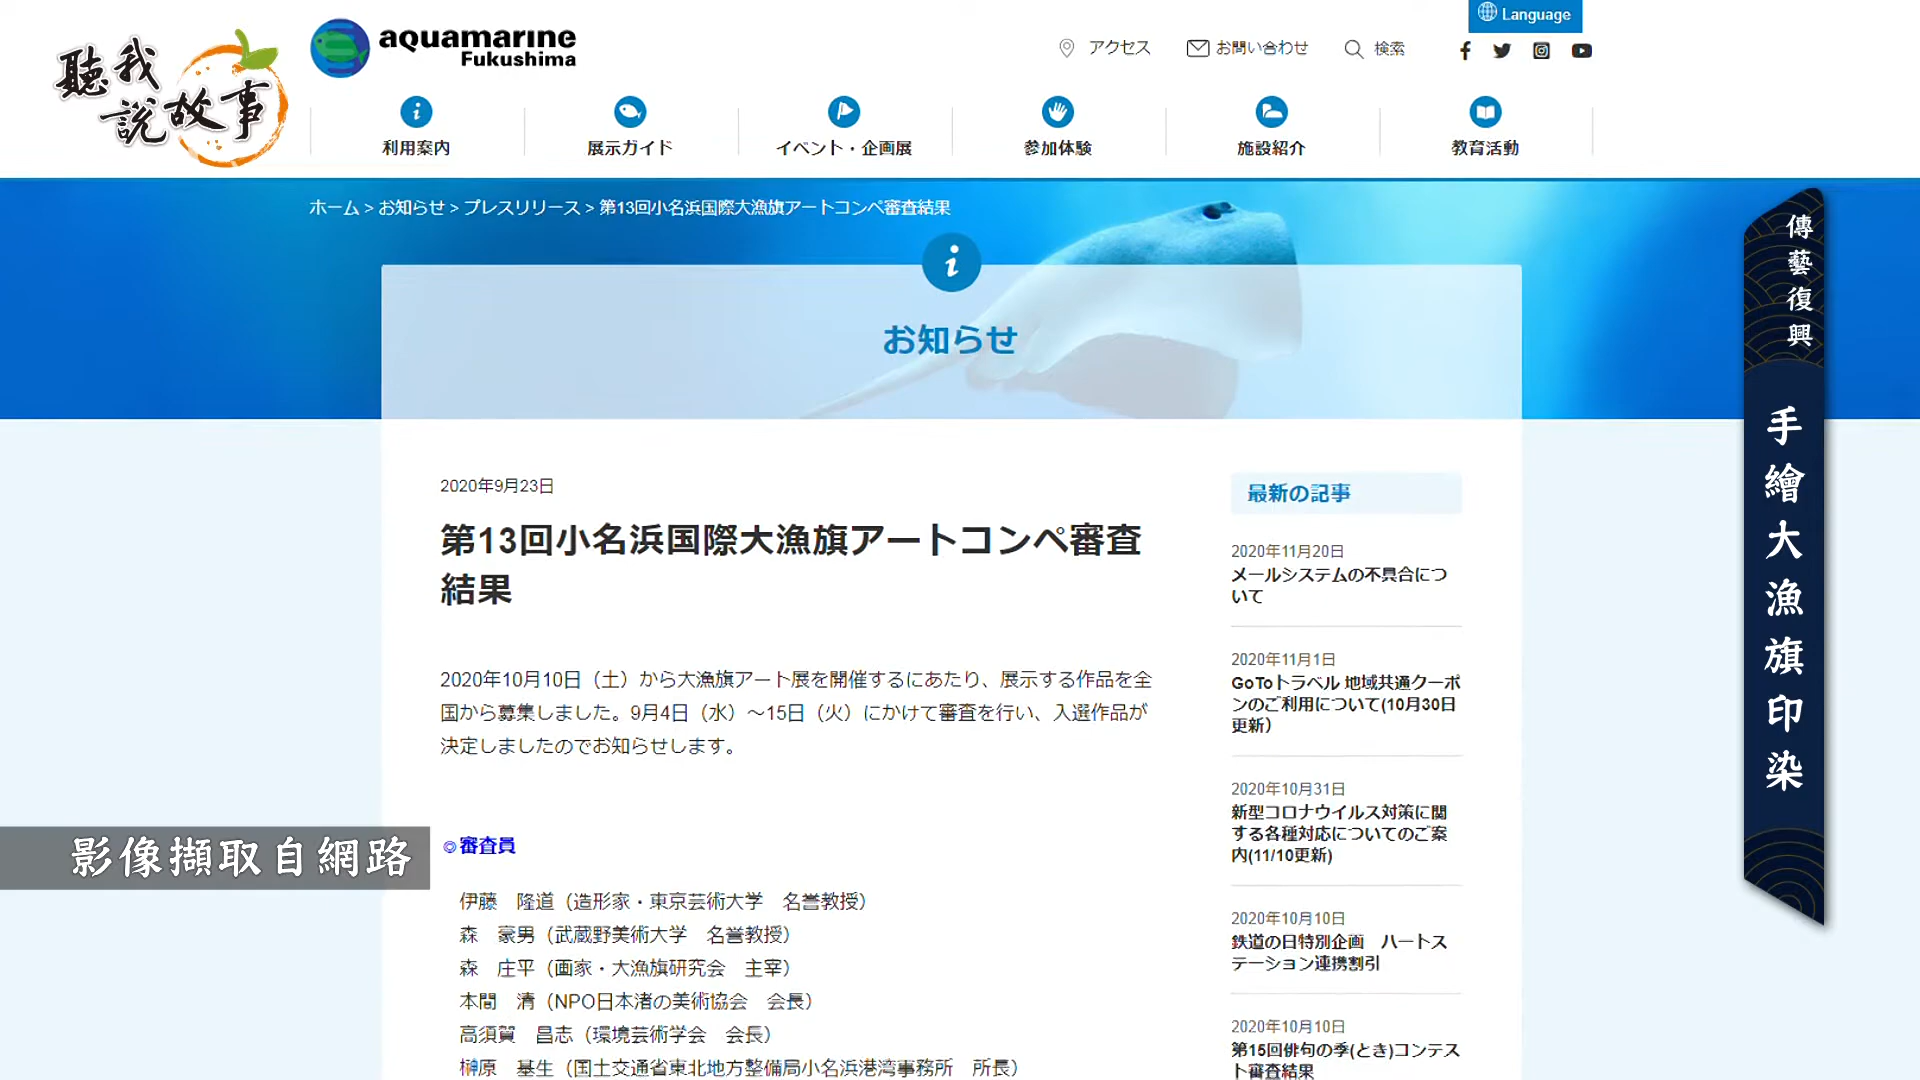 聽我說故事
aquamarine
Fukushima
アクセス
お問い合わせ
検索
Language
利用案内
展示ガイド
イベント・企画展
参加体験
施設紹介
教育活動
ホーム > お知らせ > プレスリリース > 第13回小名浜国際大漁旗アートコンペ審査結果
お知らせ
2020年9月23日
第13回小名浜国際大漁旗アートコンペ審査
結果
2020年10月10日（土）から大漁旗アート展を開催するにあたり、展示する作品を全
国から募集しました。9月4日（水）～15日（火）にかけて審査を行い、入選作品が
決定しましたのでお知らせします。
◎審査員
伊藤　隆道（造形家・東京芸術大学　名誉教授）
森　豪男（武蔵野美術大学　名誉教授）
森　庄平（画家・大漁旗研究会　主宰）
本間　清（NPO日本渚の美術協会　会長）
高須賀　昌志（環境芸術学会　会長）
榊原　基生（国土交通省東北地方整備局小名浜港湾事務所　所長）
最新の記事
2020年11月20日
メールシステムの不具合につ
いて
2020年11月1日
GoToトラベル 地域共通クーポ
ンのご利用について(10月30日
更新）
2020年10月31日
新型コロナウイルス対策に関
する各種対応についてのご案
内(11/10更新)
2020年10月10日
鉄道の日特別企画　ハートス
テーション連携割引
2020年10月10日
第15回俳句の季(とき)コンテス
ト審査結果
影像擷取自網路
傳藝復興
手繪大漁旗印染